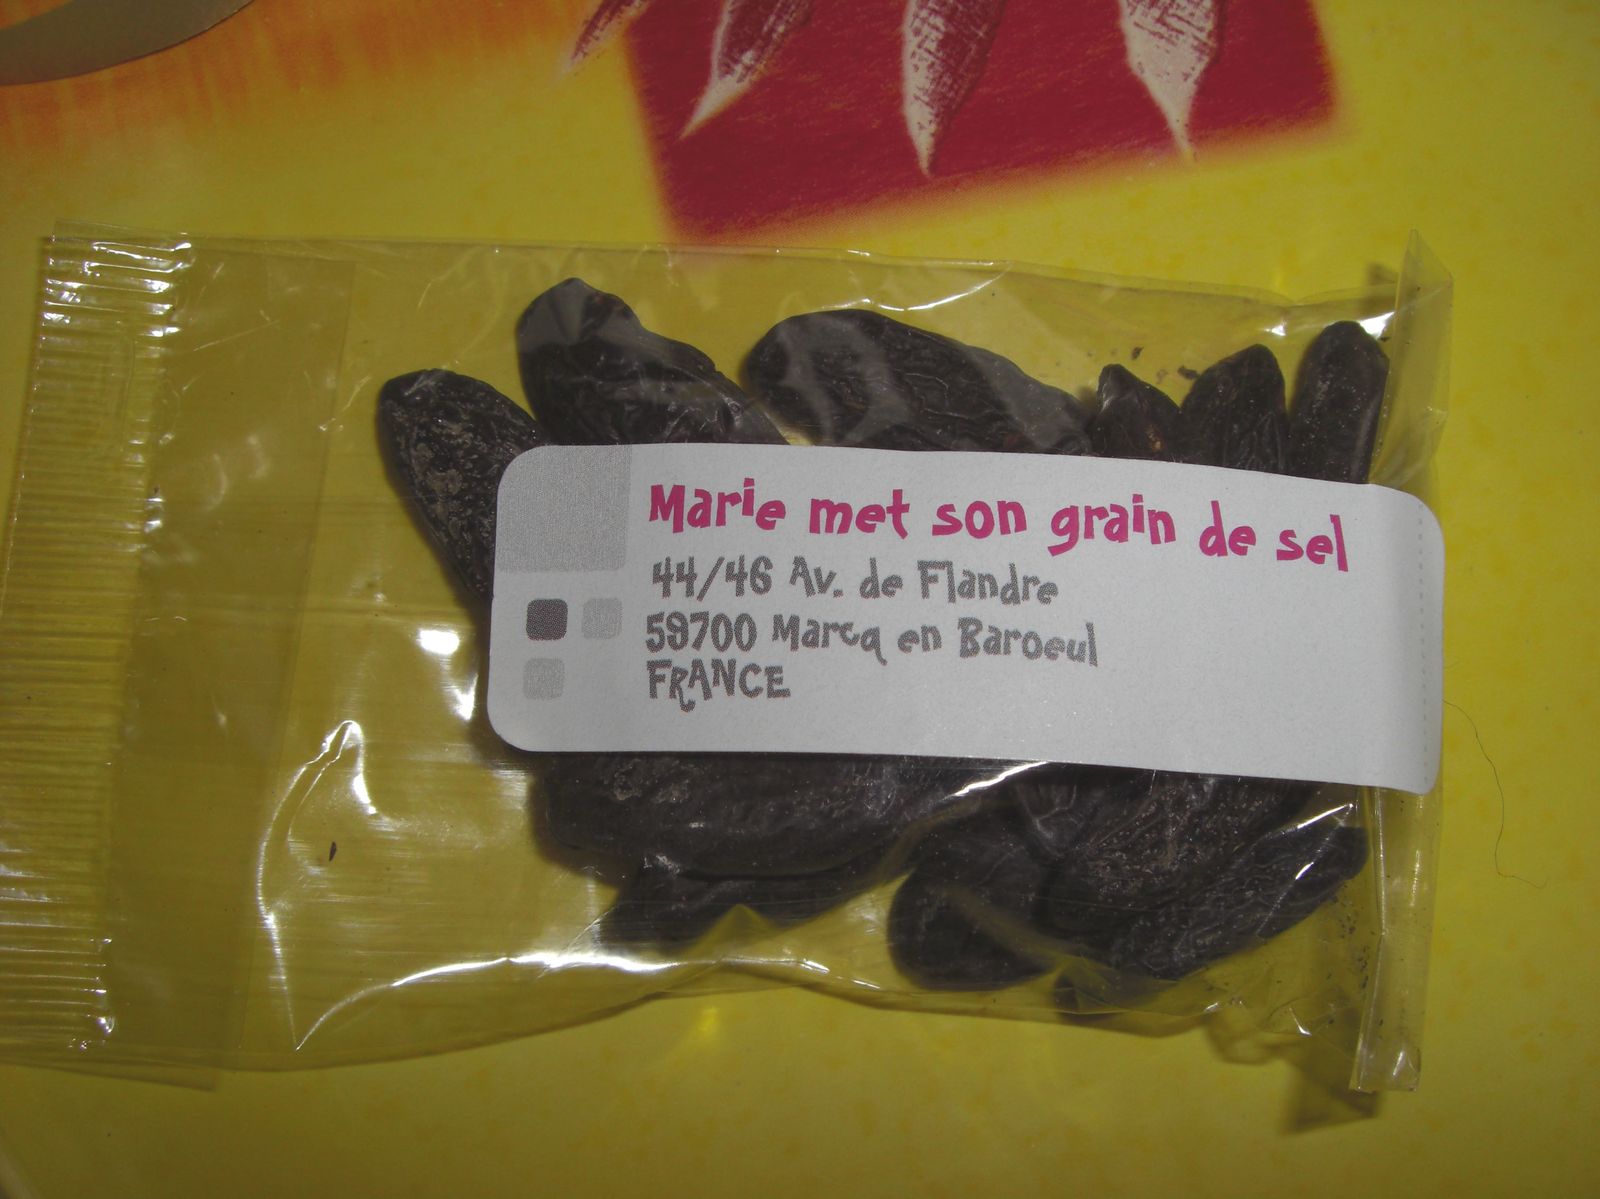 Marie met son grain de sel
44/46 Av. de Flandre
59700 Marcq en Baroeul
FRANCE